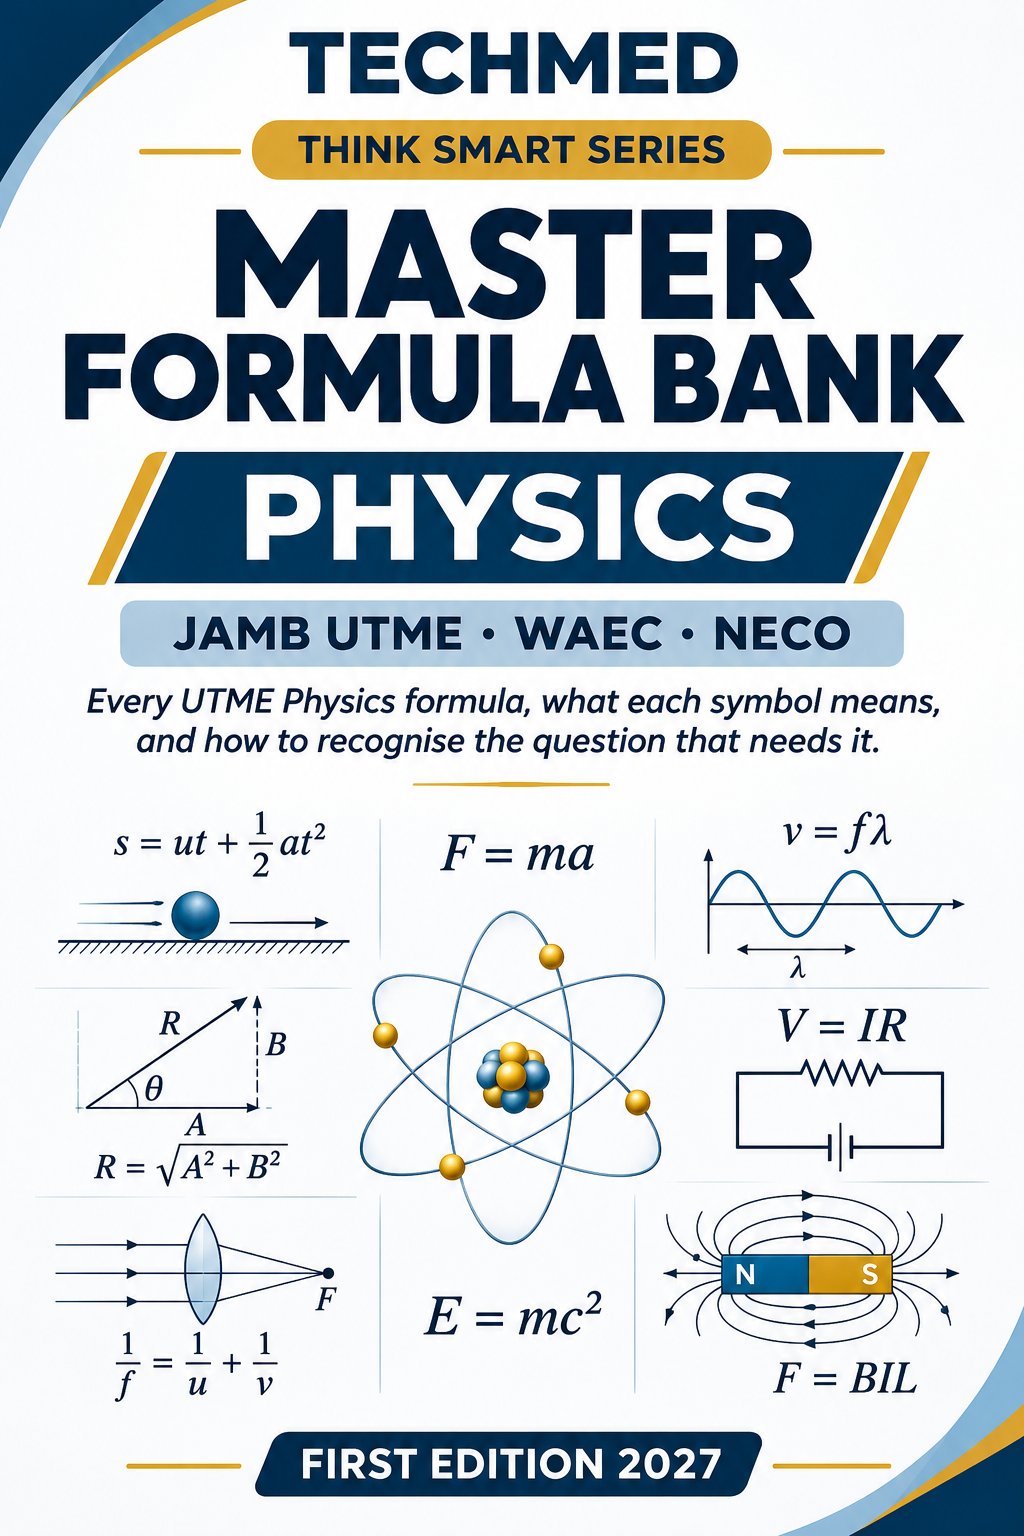 TECHMED
THINK SMART SERIES
MASTER
FORMULA BANK
PHYSICS
JAMB UTME • WAEC • NECO
Every UTME Physics formula, what each symbol means,
and how to recognise the question that needs it.
s = ut + 1/2 at²
F = ma
v = fλ
λ
R
B
θ
A
R = √A² + B²
V = IR
F
1/f = 1/u + 1/v
E = mc²
N
S
F = BIL
FIRST EDITION 2027